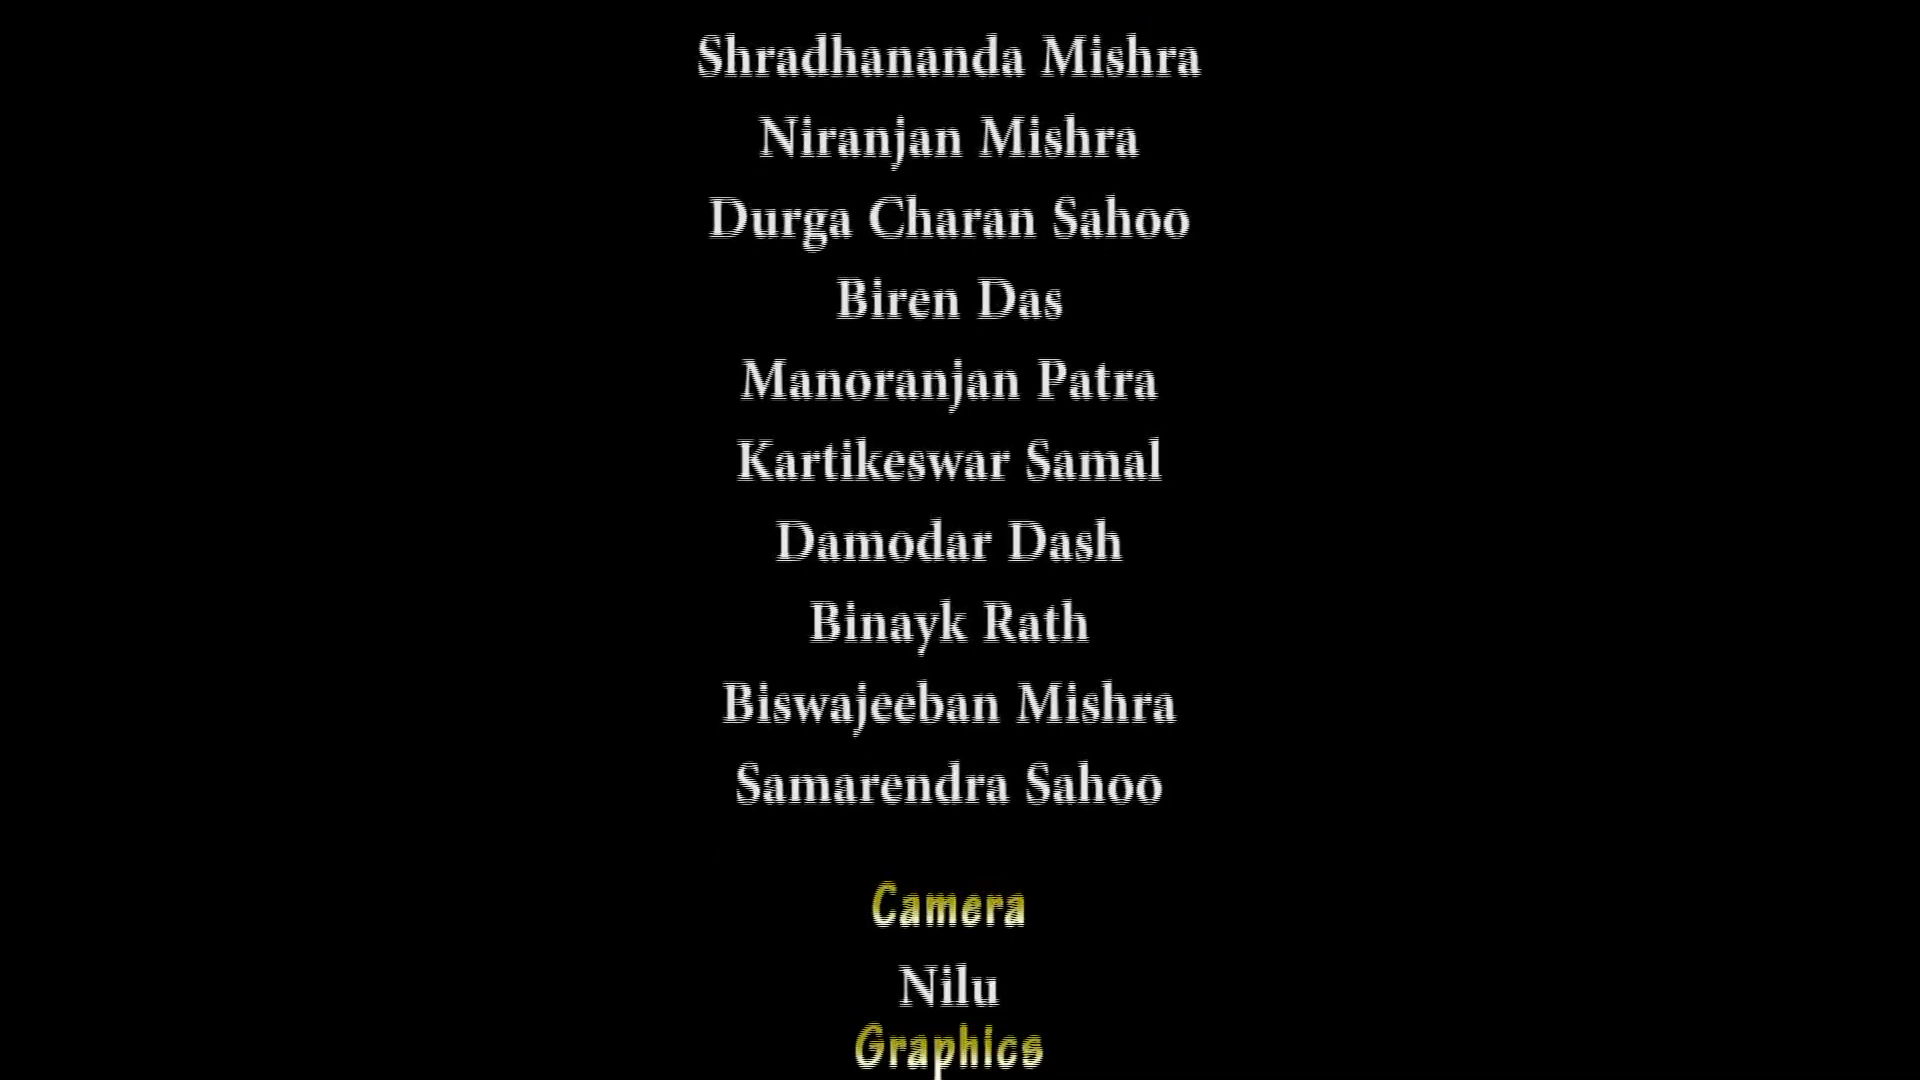 Shradhananda Mishra
Niranjan Mishra
Durga Charan Sahoo
Biren Das
Manoranjan Patra
Kartikeswar Samal
Damodar Dash
Binayk Rath
Biswajeeban Mishra
Samarendra Sahoo
Camera
Nilu
Graphics